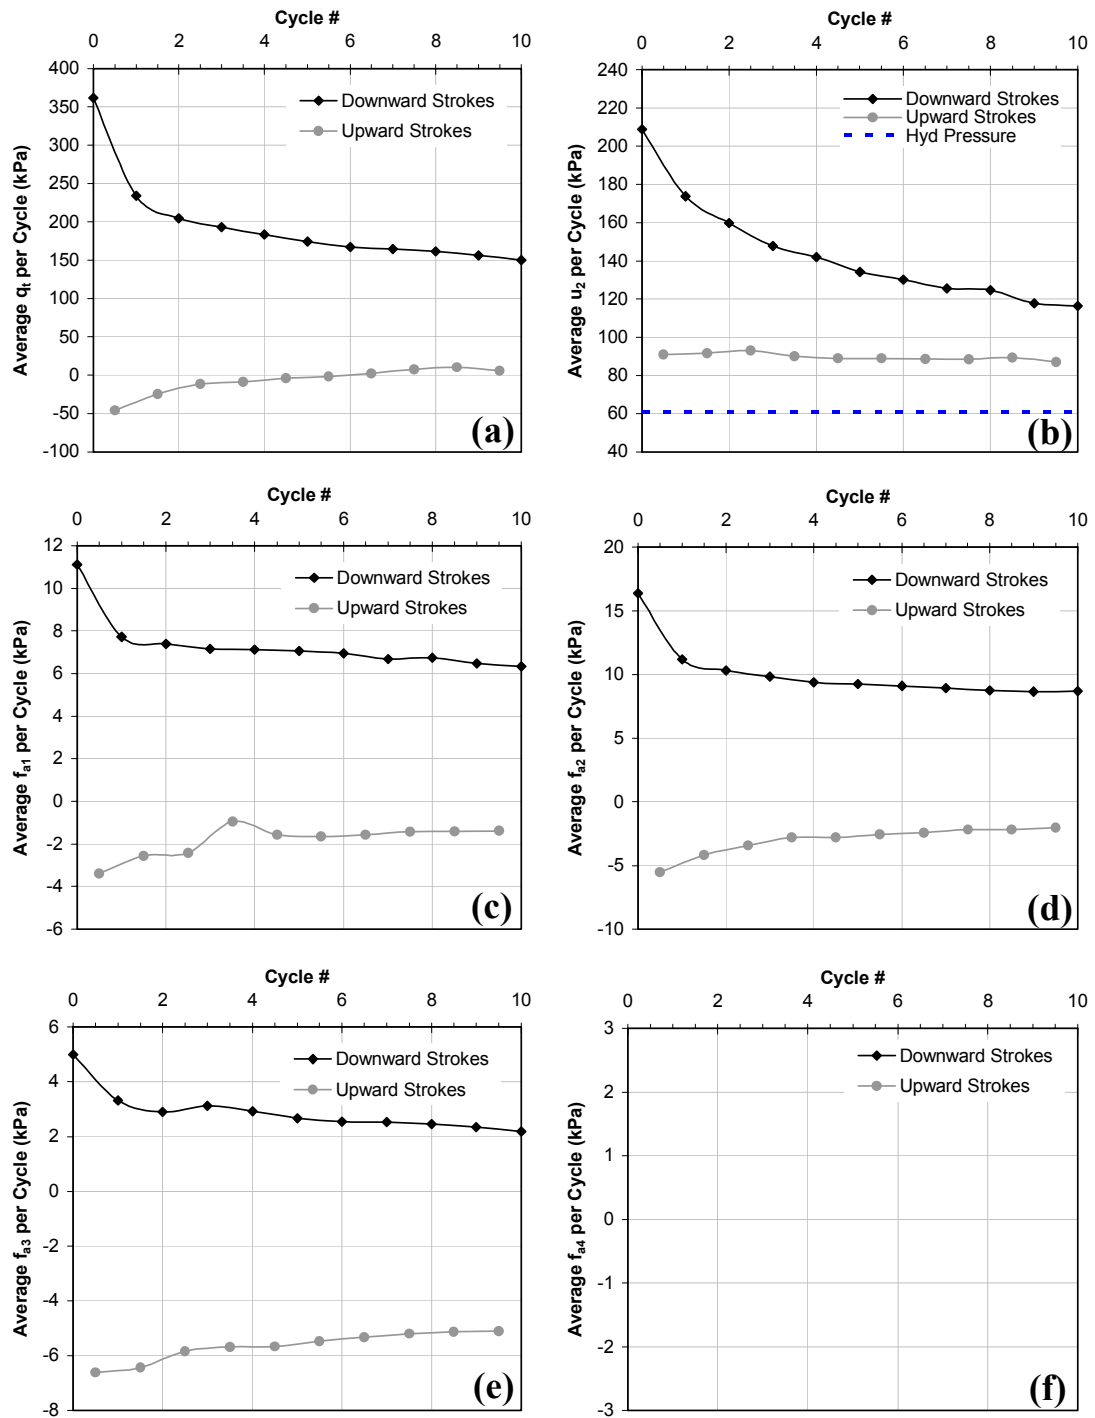 Cycle #
0 2 4 6 8 10
400
350
300
250
200
150
100
50
0
-50
-100
Average qt per Cycle (kPa)
Downward Strokes
Upward Strokes
(a)
Cycle #
0 2 4 6 8 10
240
220
200
180
160
140
120
100
80
60
40
Average u2 per Cycle (kPa)
Downward Strokes
Upward Strokes
Hyd Pressure
(b)
Cycle #
0 2 4 6 8 10
12
10
8
6
4
2
0
-2
-4
-6
Average fa1 per Cycle (kPa)
Downward Strokes
Upward Strokes
(c)
Cycle #
0 2 4 6 8 10
20
15
10
5
0
-5
-10
Average fa2 per Cycle (kPa)
Downward Strokes
Upward Strokes
(d)
Cycle #
0 2 4 6 8 10
6
4
2
0
-2
-4
-6
-8
Average fa3 per Cycle (kPa)
Downward Strokes
Upward Strokes
(e)
Cycle #
0 2 4 6 8 10
3
2
1
0
-1
-2
-3
Average fa4 per Cycle (kPa)
Downward Strokes
Upward Strokes
(f)